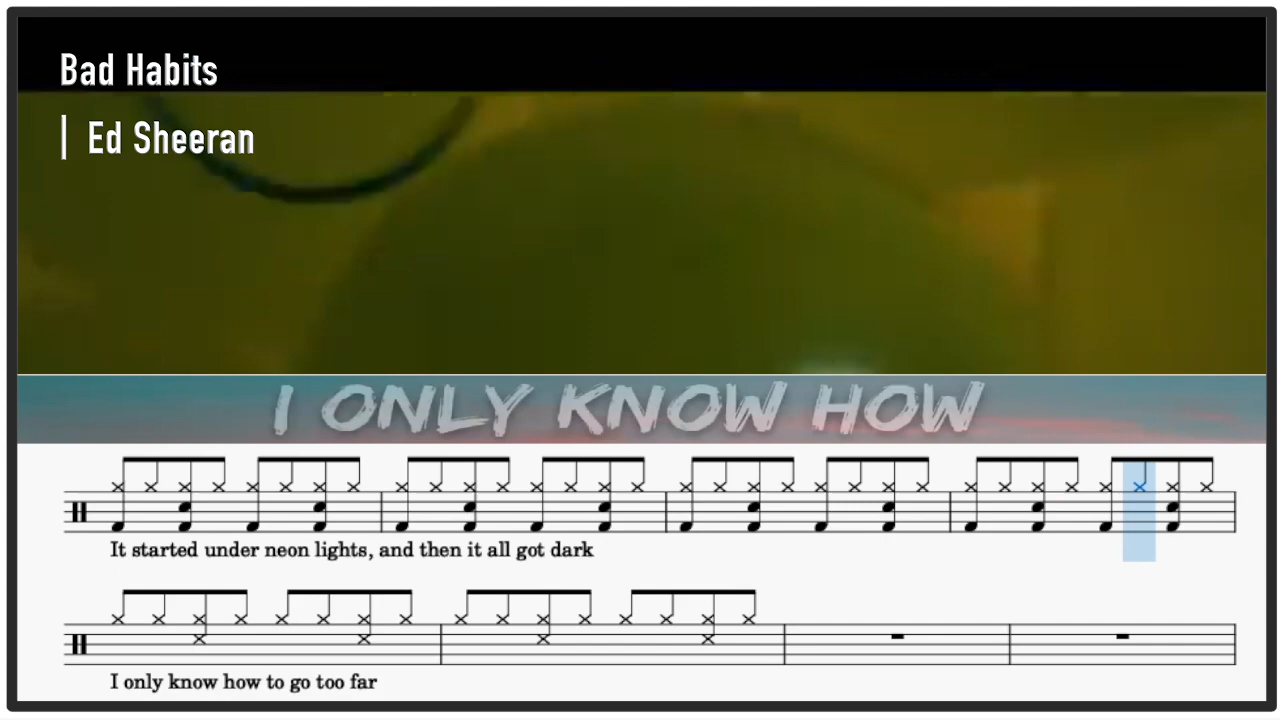 Bad Habits
| Ed Sheeran
I ONLY KNOW HOW
It started under neon lights, and then it all got dark
I only know how to go too far